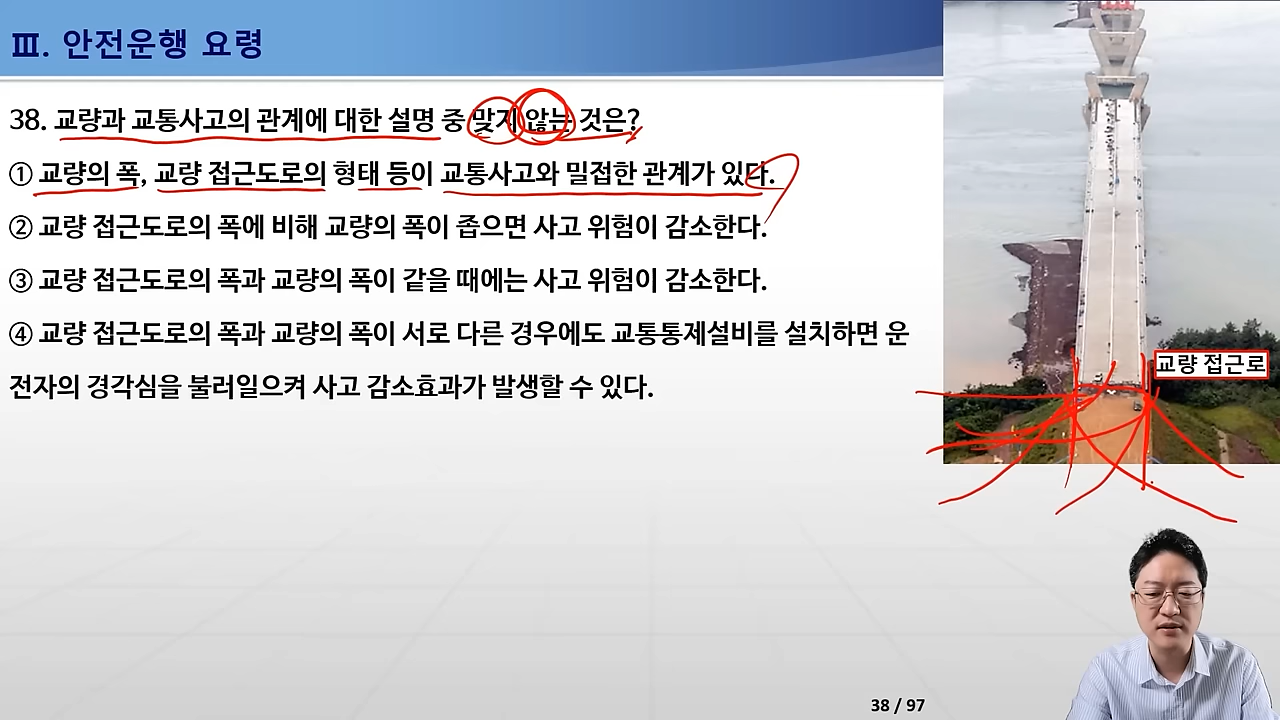 Ⅲ. 안전운행 요령
38. 교량과 교통사고의 관계에 대한 설명 중 맞지 않는 것은?
① 교량의 폭, 교량 접근도로의 형태 등이 교통사고와 밀접한 관계가 있다.
② 교량 접근도로의 폭에 비해 교량의 폭이 좁으면 사고 위험이 감소한다.
③ 교량 접근도로의 폭과 교량의 폭이 같을 때에는 사고 위험이 감소한다.
④ 교량 접근도로의 폭과 교량의 폭이 서로 다른 경우에도 교통통제설비를 설치하면 운
전자의 경각심을 불러일으켜 사고 감소효과가 발생할 수 있다.
교량 접근로
38 / 97